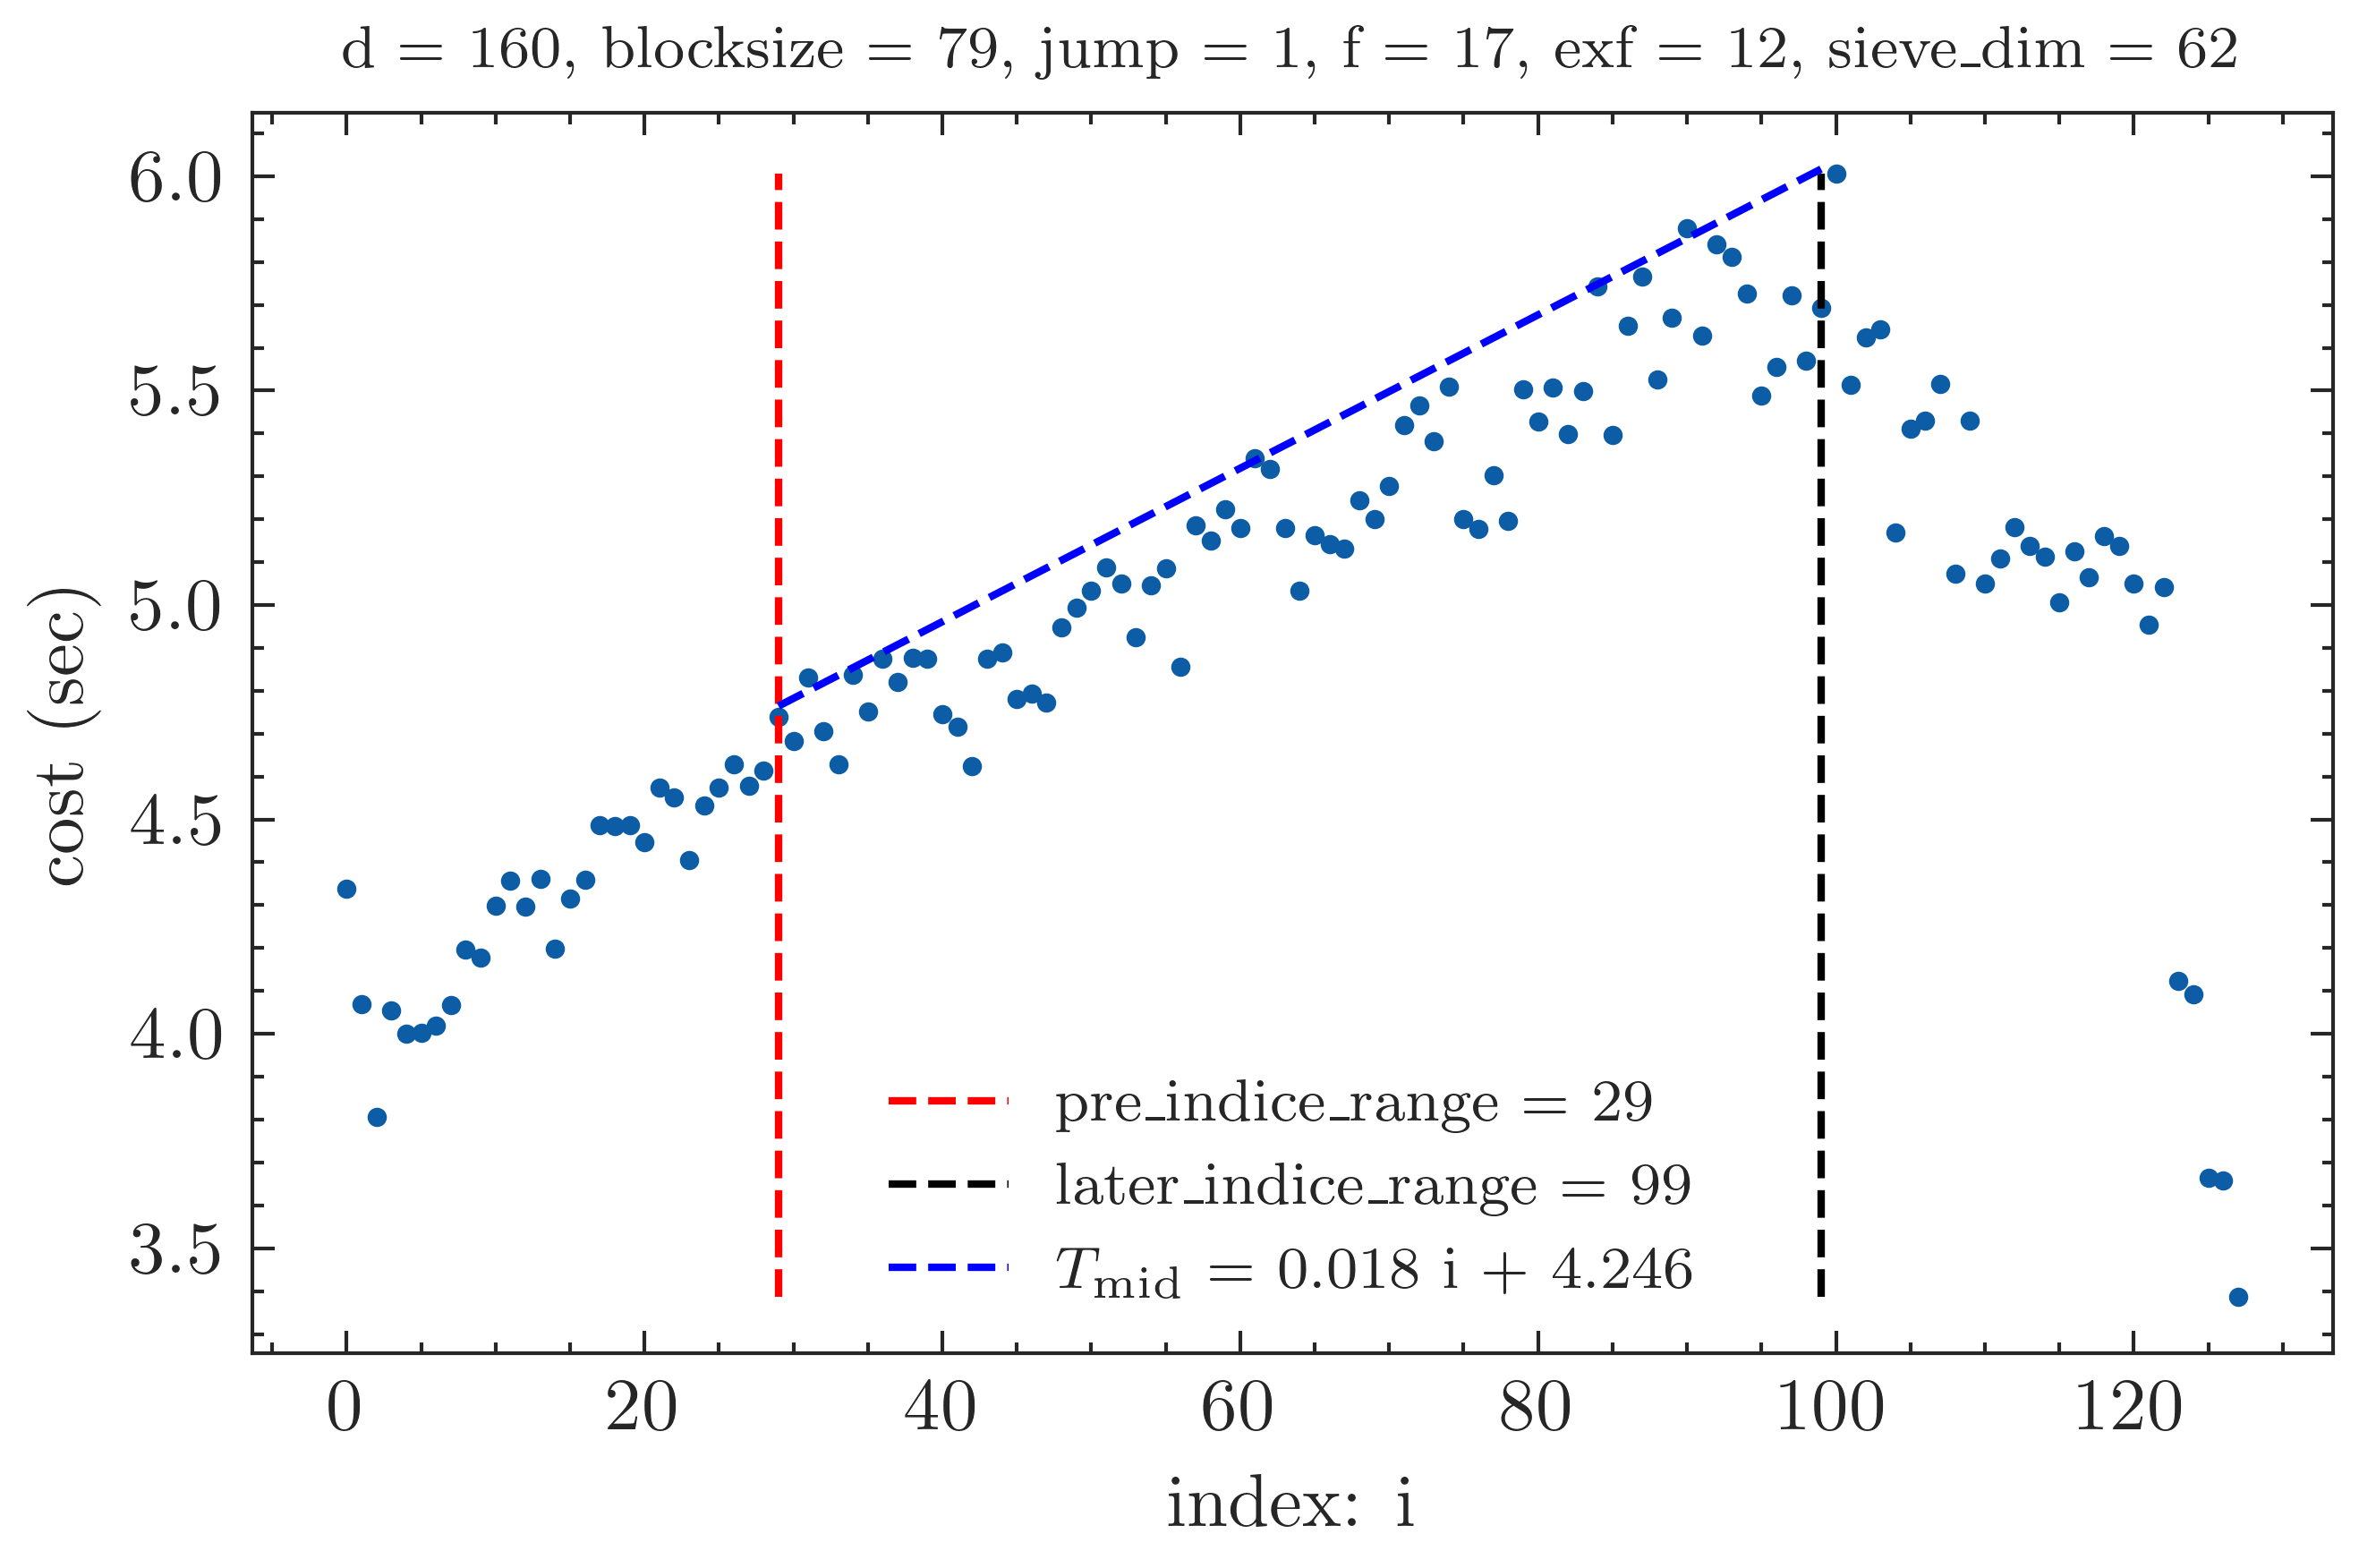 d = 160, blocksize = 79, jump = 1, f = 17, exf = 12, sieve_dim = 62
6.0
5.5
5.0
4.5
4.0
3.5
cost (sec)
pre_indice_range = 29
later_indice_range = 99
T_mid = 0.018 i + 4.246
0 20 40 60 80 100 120
index: i